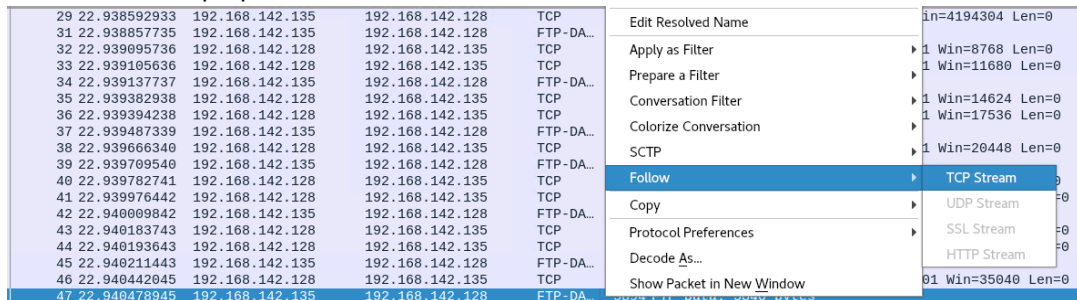 29 22.938592933 192.168.142.135 192.168.142.128 TCP in=4194304 Len=0
31 22.938857735 192.168.142.135 192.168.142.128 FTP-DA…
32 22.939095736 192.168.142.128 192.168.142.135 TCP 1 Win=8768 Len=0
33 22.939105636 192.168.142.128 192.168.142.135 TCP 1 Win=11680 Len=0
34 22.939137737 192.168.142.135 192.168.142.128 FTP-DA…
35 22.939382938 192.168.142.128 192.168.142.135 TCP 1 Win=14624 Len=0
36 22.939394238 192.168.142.128 192.168.142.135 TCP 1 Win=17536 Len=0
37 22.939487339 192.168.142.135 192.168.142.128 FTP-DA…
38 22.939666340 192.168.142.128 192.168.142.135 TCP 1 Win=20448 Len=0
39 22.939709540 192.168.142.135 192.168.142.128 FTP-DA…
40 22.939782741 192.168.142.128 192.168.142.135 TCP
41 22.939976442 192.168.142.128 192.168.142.135 TCP =0
42 22.940009842 192.168.142.135 192.168.142.128 FTP-DA…
43 22.940183743 192.168.142.128 192.168.142.135 TCP =0
44 22.940193643 192.168.142.128 192.168.142.135 TCP =0
45 22.940211443 192.168.142.135 192.168.142.128 FTP-DA…
46 22.940442045 192.168.142.128 192.168.142.135 TCP 01 Win=35040 Len=0
47 22.940478945 192.168.142.135 192.168.142.128 FTP-DA…
Edit Resolved Name
Apply as Filter
Prepare a Filter
Conversation Filter
Colorize Conversation
SCTP
Follow
Copy
Protocol Preferences
Decode As...
Show Packet in New Window
TCP Stream
UDP Stream
SSL Stream
HTTP Stream